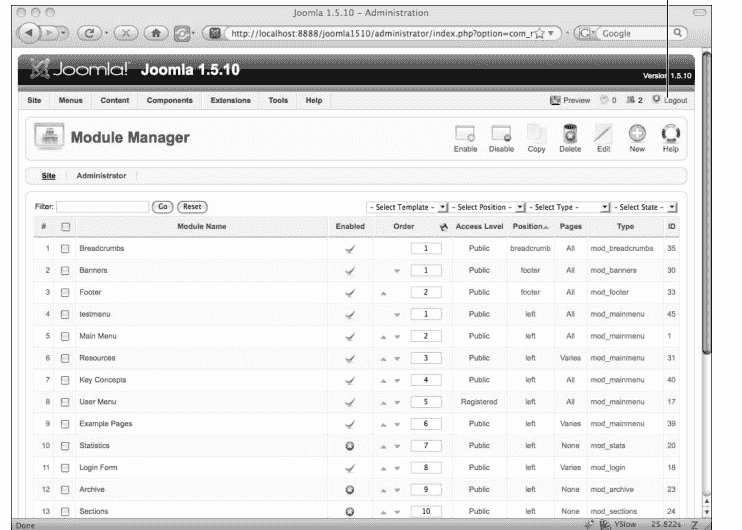 Joomla 1.5.10 - Administration
http://localhost:8888/joomla1510/administrator/index.php?option=com_r
Google
Joomla! Joomla 1.5.10
Version 1.5.10
Site Menus Content Components Extensions Tools Help Preview 0 2 Logout
Module Manager
Enable Disable Copy Delete Edit New Help
Site Administrator
Filter: Go Reset - Select Template - - Select Position - - Select Type - - Select State -
# Module Name Enabled Order Access Level Position Pages Type ID
1 Breadcrumbs 1 Public breadcrumb All mod_breadcrumbs 35
2 Banners 1 Public footer All mod_banners 30
3 Footer 2 Public footer All mod_footer 33
4 testmenu 1 Public left All mod_mainmenu 45
5 Main Menu 2 Public left All mod_mainmenu 1
6 Resources 3 Public left Varies mod_mainmenu 31
7 Key Concepts 4 Public left All mod_mainmenu 40
8 User Menu 5 Registered left All mod_mainmenu 17
9 Example Pages 6 Public left Varies mod_mainmenu 39
10 Statistics 7 Public left None mod_stats 20
11 Login Form 8 Public left Varies mod_login 18
12 Archive 9 Public left None mod_archive 23
13 Sections 10 Public left None mod_sections 24
Done YSlow 25.822s